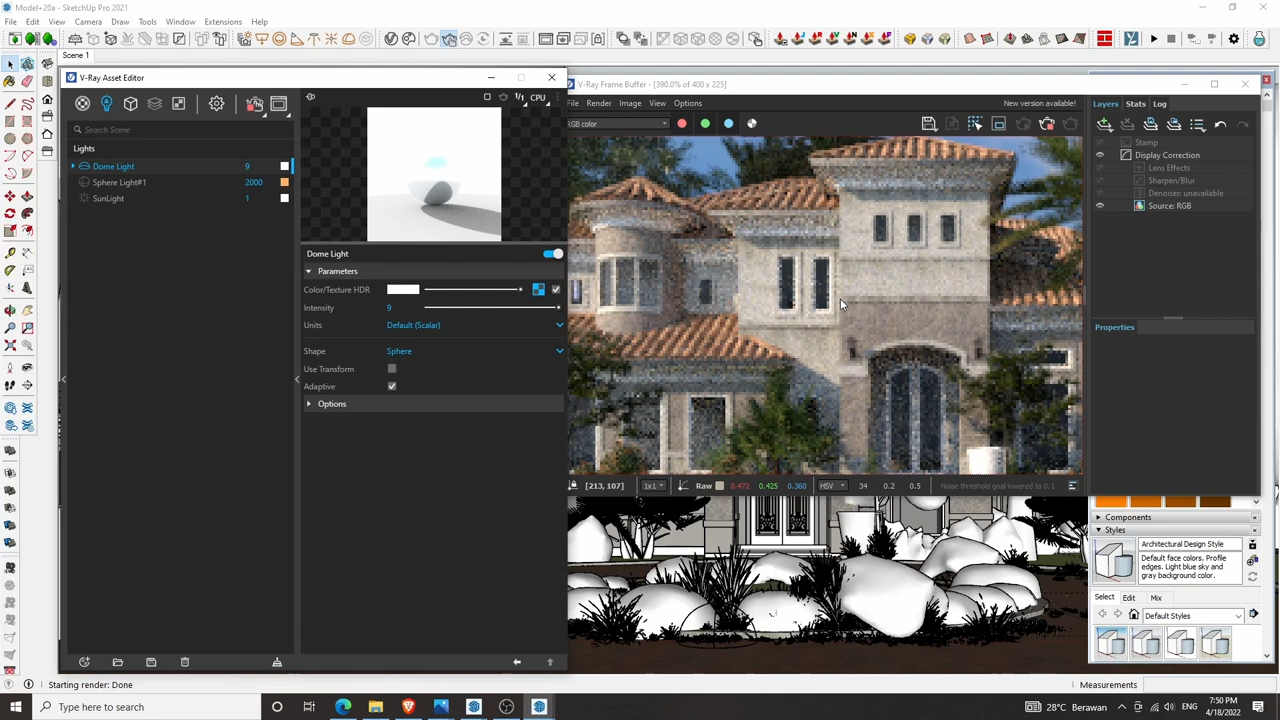 Model+20a - SketchUp Pro 2021
File Edit View Camera Draw Tools Window Extensions Help
Scene 1
V-Ray Asset Editor
1/1 CPU
Search Scene
Lights
Dome Light 9
Sphere Light#1 2000
SunLight 1
Dome Light
Parameters
Color/Texture HDR
Intensity 9
Units Default (Scalar)
Shape Sphere
Use Transform
Adaptive
Options
V-Ray Frame Buffer - [390.0% of 400 x 225]
File Render Image View Options New version available!
RGB color
[213, 107] 1x1 Raw 0.472 0.425 0.360 HSV 34 0.2 0.5 Noise threshold goal lowered to 0.1
Layers Stats Log
Stamp
Display Correction
Lens Effects
Sharpen/Blur
Denoiser: unavailable
Source: RGB
Properties
Components
Styles
Architectural Design Style
Default face colors. Profile
edges. Light blue sky and
gray background color.
Select Edit Mix
Default Styles
Starting render: Done
Measurements
Type here to search
28°C Berawan
ENG
7:50 PM
4/18/2022